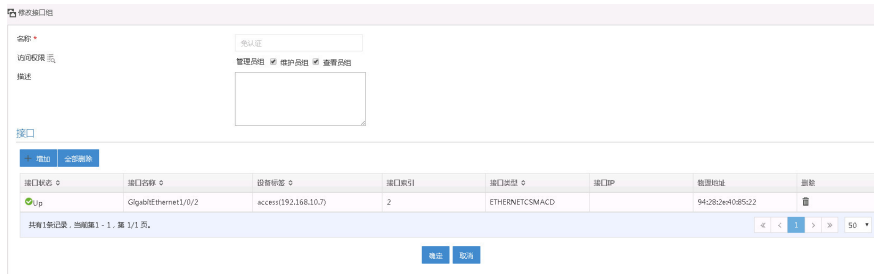 修改接口组
名称 *
免认证
访问权限
管理员组 维护员组 查看员组
描述
接口
+ 增加 全部删除
接口状态 接口名称 设备标签 接口索引 接口类型 接口IP 物理地址 删除
Up GigabitEthernet1/0/2 access(192.168.10.7) 2 ETHERNETCSMACD 94:28:2e:40:85:22
共有1条记录，当前第1 - 1，第 1/1 页。
« < 1 > » 50
确定 取消